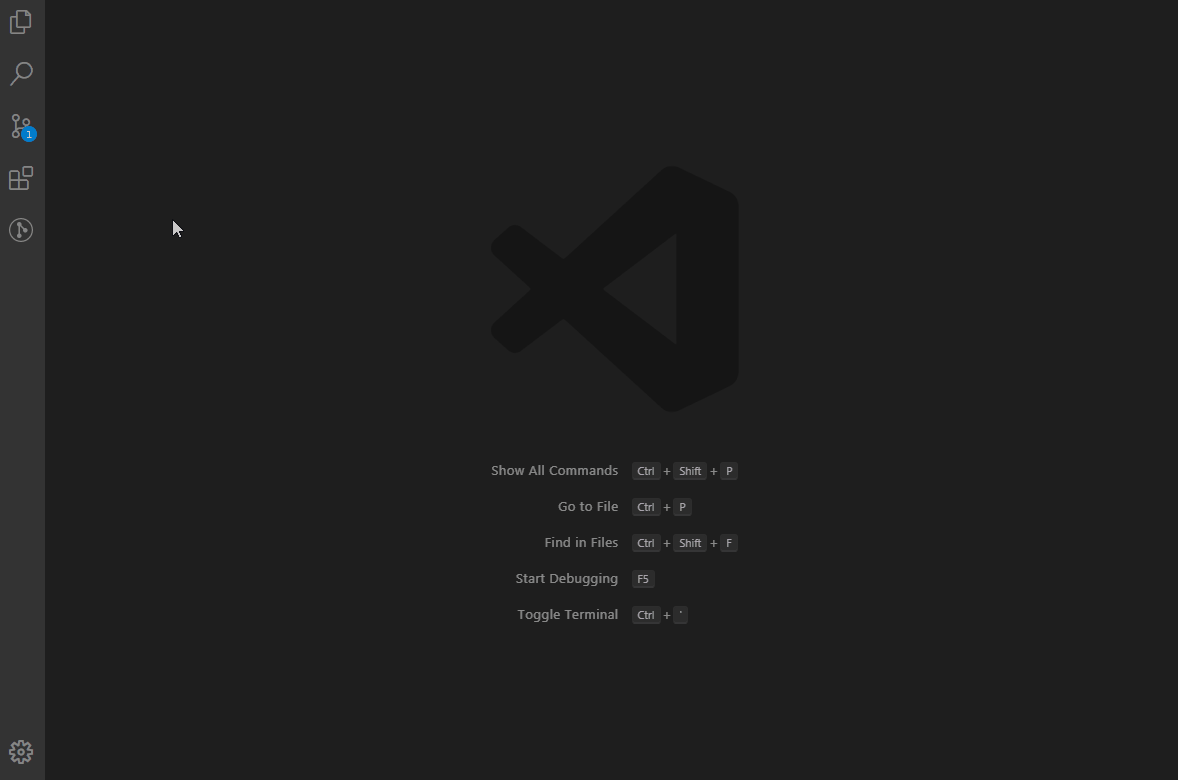 1
Show All Commands Ctrl + Shift + P
Go to File Ctrl + P
Find in Files Ctrl + Shift + F
Start Debugging F5
Toggle Terminal Ctrl + '